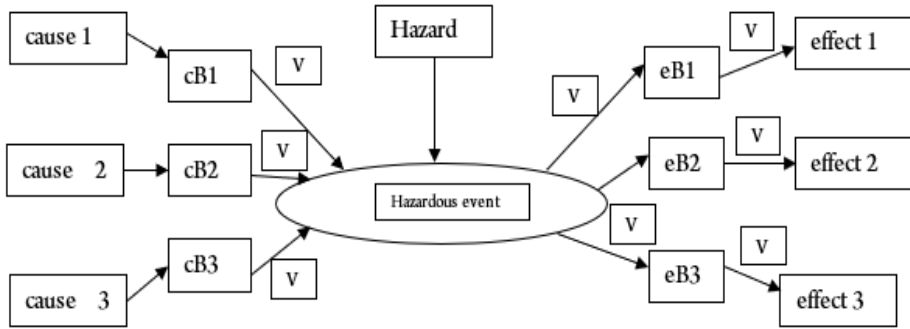 cause 1
cB1
V
Hazard
V
eB1
V
effect 1
cause 2
cB2
V
Hazardous event
eB2
V
effect 2
cause 3
cB3
V
V
eB3
V
effect 3